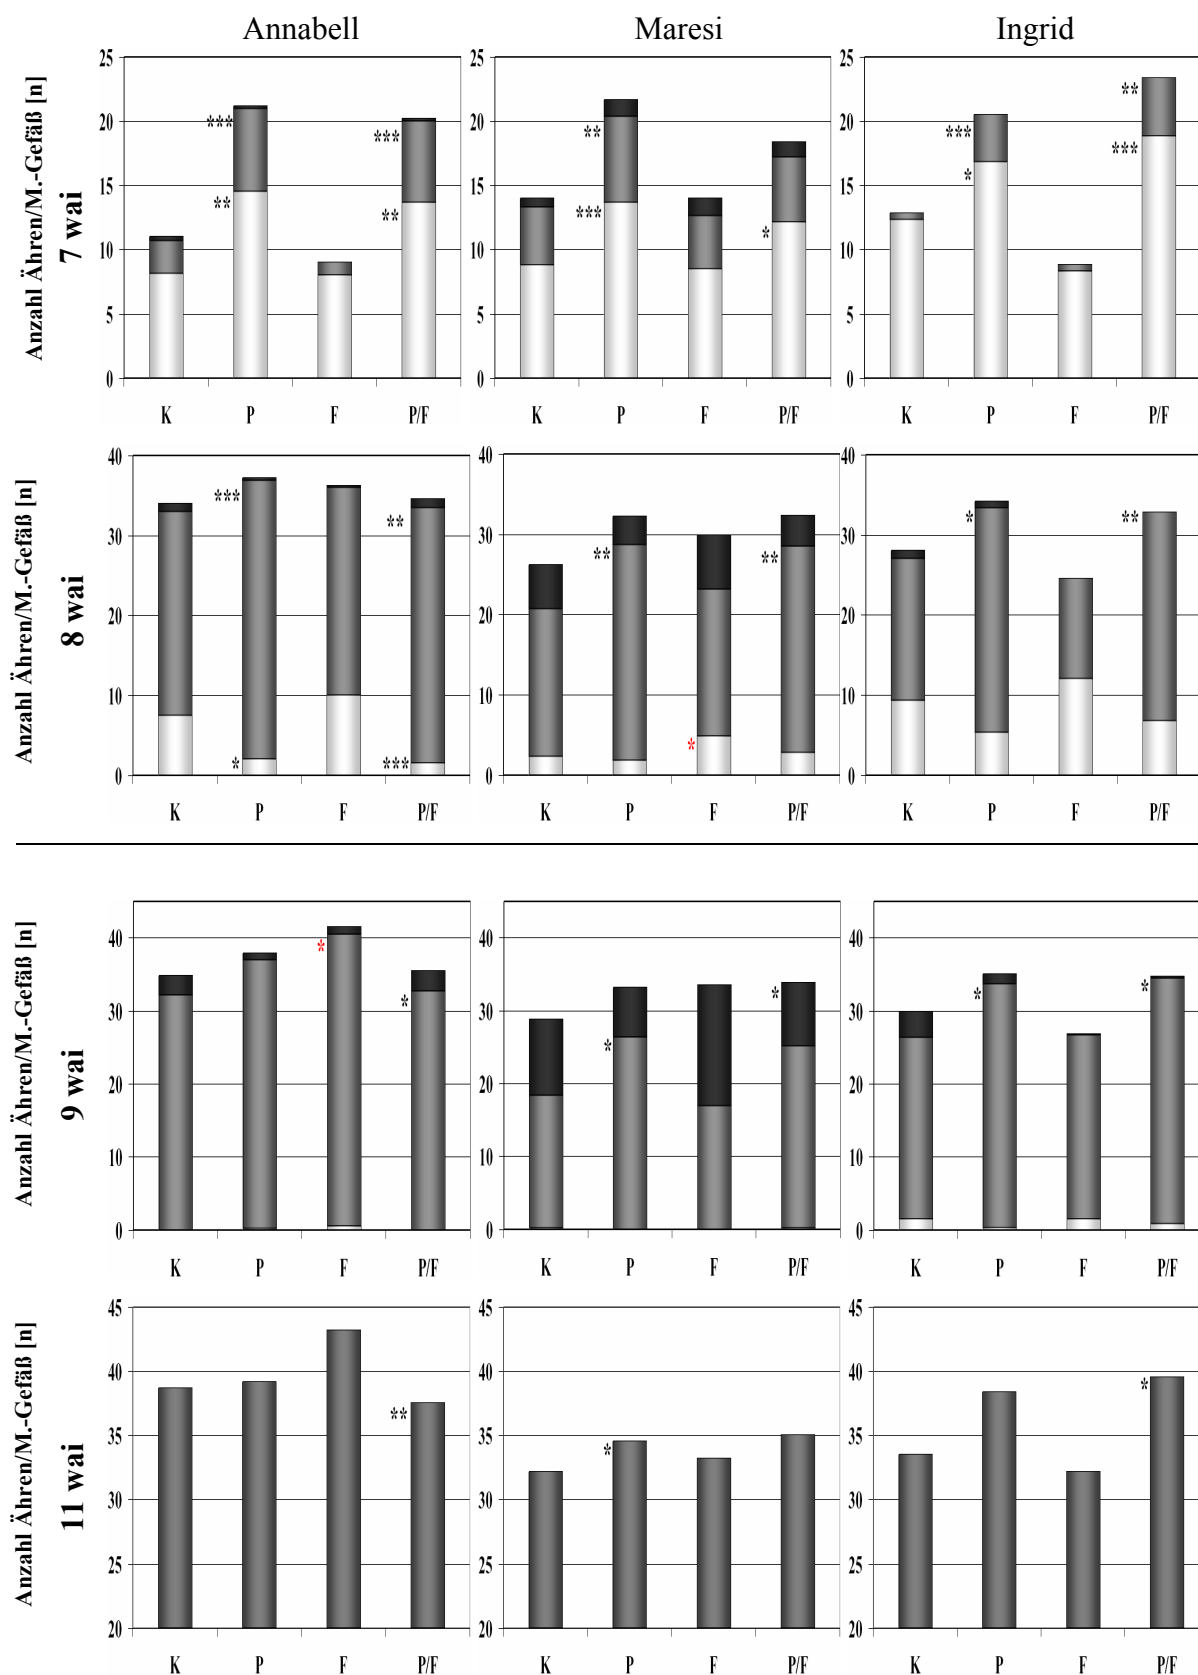 Annabell Maresi Ingrid
Anzahl Ähren/M.-Gefäß [n]
7 wai
25 25 25
20 20 20
15 15 15
10 10 10
5 5 5
0 0 0
*** ** *** ** ** *** * *** * ** ***
K P F P/F K P F P/F K P F P/F
Anzahl Ähren/M.-Gefäß [n]
8 wai
40 40 40
30 30 30
20 20 20
10 10 10
0 0 0
*** * ** *** ** * ** * **
K P F P/F K P F P/F K P F P/F
Anzahl Ähren/M.-Gefäß [n]
9 wai
40 40 40
30 30 30
20 20 20
10 10 10
0 0 0
* * * * * *
K P F P/F K P F P/F K P F P/F
Anzahl Ähren/M.-Gefäß [n]
11 wai
45 45 45
40 40 40
35 35 35
30 30 30
25 25 25
20 20 20
** * *
K P F P/F K P F P/F K P F P/F